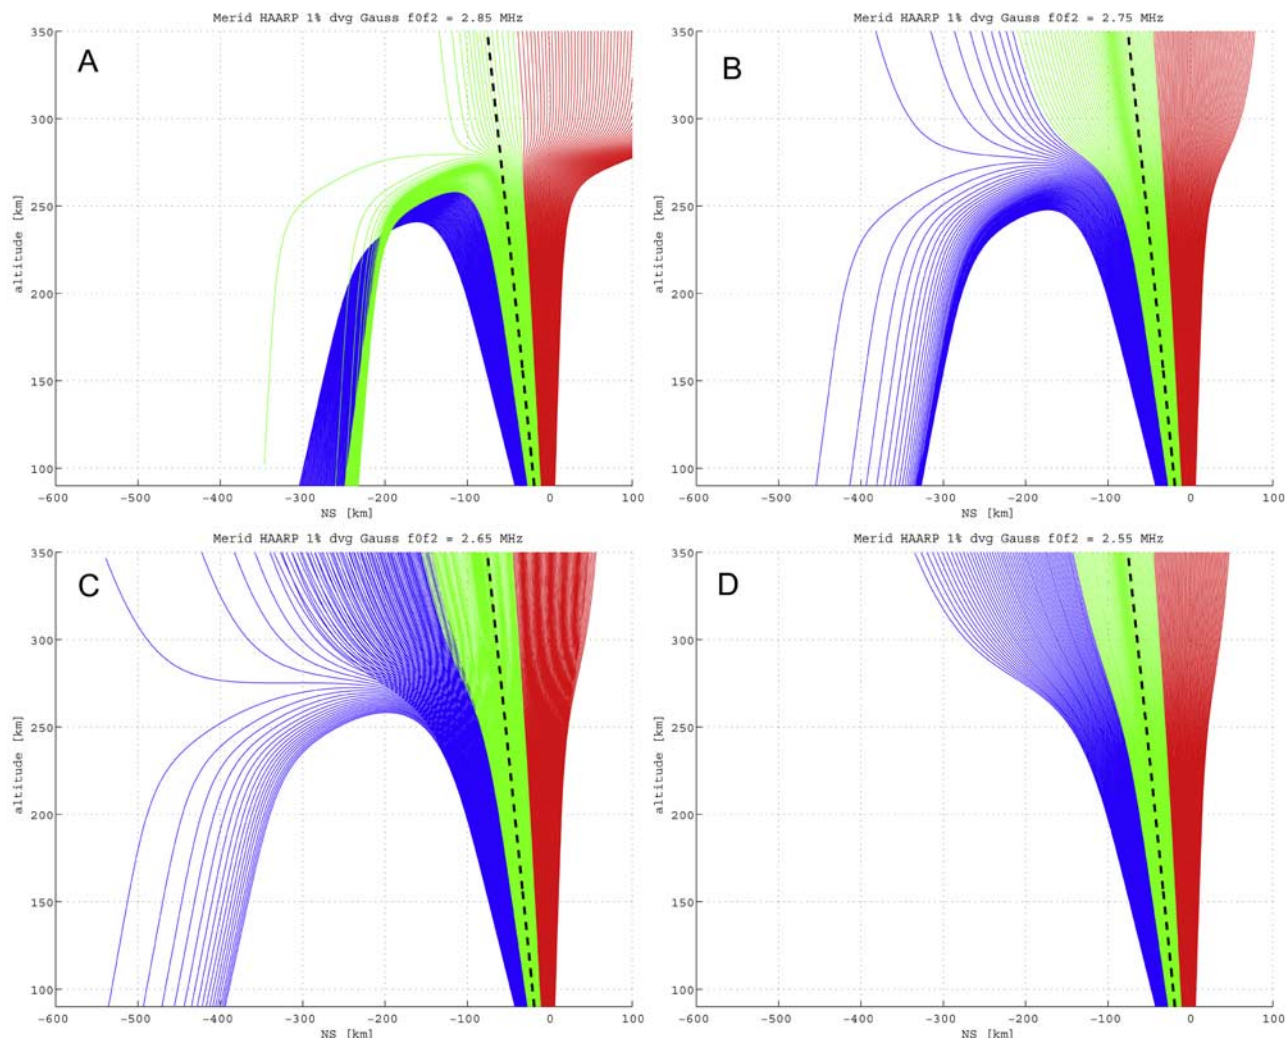 Merid HAARP 1% dvg Gauss f0f2 = 2.85 MHz
A
350
300
250
200
150
100
altitude [km]
-600 -500 -400 -300 -200 -100 0 100
NS [km]
Merid HAARP 1% dvg Gauss f0f2 = 2.75 MHz
B
350
300
250
200
150
100
altitude [km]
-600 -500 -400 -300 -200 -100 0 100
NS [km]
Merid HAARP 1% dvg Gauss f0f2 = 2.65 MHz
C
350
300
250
200
150
100
altitude [km]
-600 -500 -400 -300 -200 -100 0 100
NS [km]
Merid HAARP 1% dvg Gauss f0f2 = 2.55 MHz
D
350
300
250
200
150
100
altitude [km]
-600 -500 -400 -300 -200 -100 0 100
NS [km]